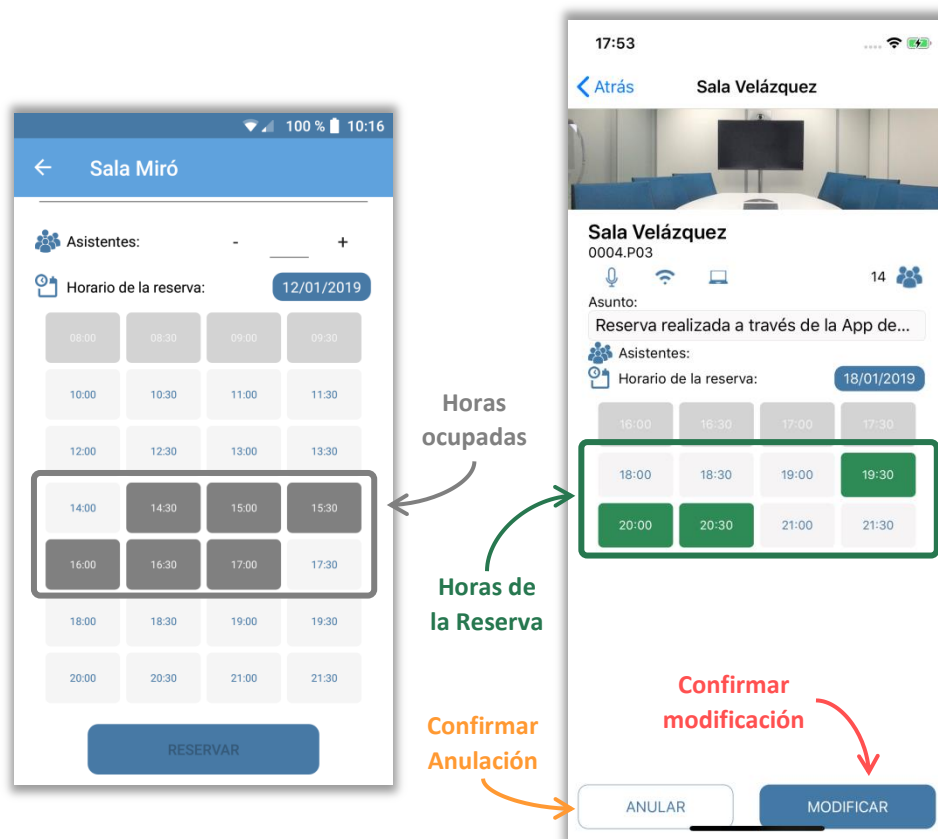 100 % 10:16
Sala Miró
Asistentes: - +
Horario de la reserva: 12/01/2019
08:00 08:30 09:00 09:30
10:00 10:30 11:00 11:30
12:00 12:30 13:00 13:30
14:00 14:30 15:00 15:30
16:00 16:30 17:00 17:30
18:00 18:30 19:00 19:30
20:00 20:30 21:00 21:30
RESERVAR
Horas
ocupadas
Horas de
la Reserva
Confirmar
Anulación
17:53
Atrás Sala Velázquez
Sala Velázquez
0004.P03
14
Asunto:
Reserva realizada a través de la App de...
Asistentes:
Horario de la reserva: 18/01/2019
16:00 16:30 17:00 17:30
18:00 18:30 19:00 19:30
20:00 20:30 21:00 21:30
Confirmar
modificación
ANULAR MODIFICAR